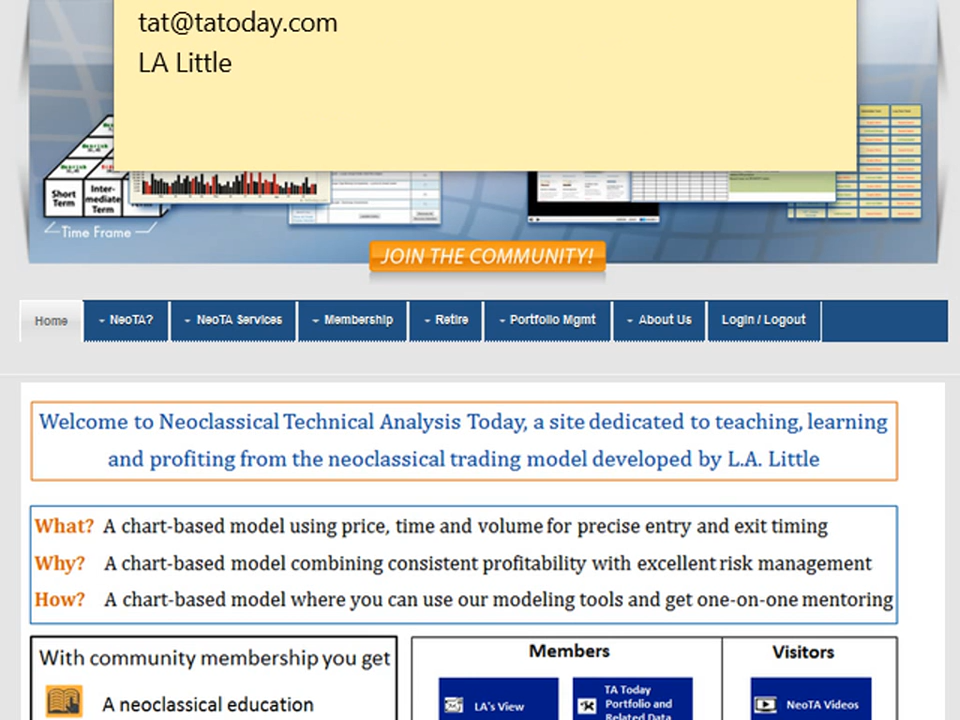 tat@tatoday.com
LA Little
Short Term
Inter-mediate Term
Time Frame
JOIN THE COMMUNITY!
Home NeoTA? NeoTA Services Membership Retire Portfolio Mgmt About Us Login / Logout
Welcome to Neoclassical Technical Analysis Today, a site dedicated to teaching, learning
and profiting from the neoclassical trading model developed by L.A. Little
What? A chart-based model using price, time and volume for precise entry and exit timing
Why? A chart-based model combining consistent profitability with excellent risk management
How? A chart-based model where you can use our modeling tools and get one-on-one mentoring
With community membership you get
A neoclassical education
Members
Visitors
LA's View
TA Today
Portfolio and
Related Data
NeoTA Videos